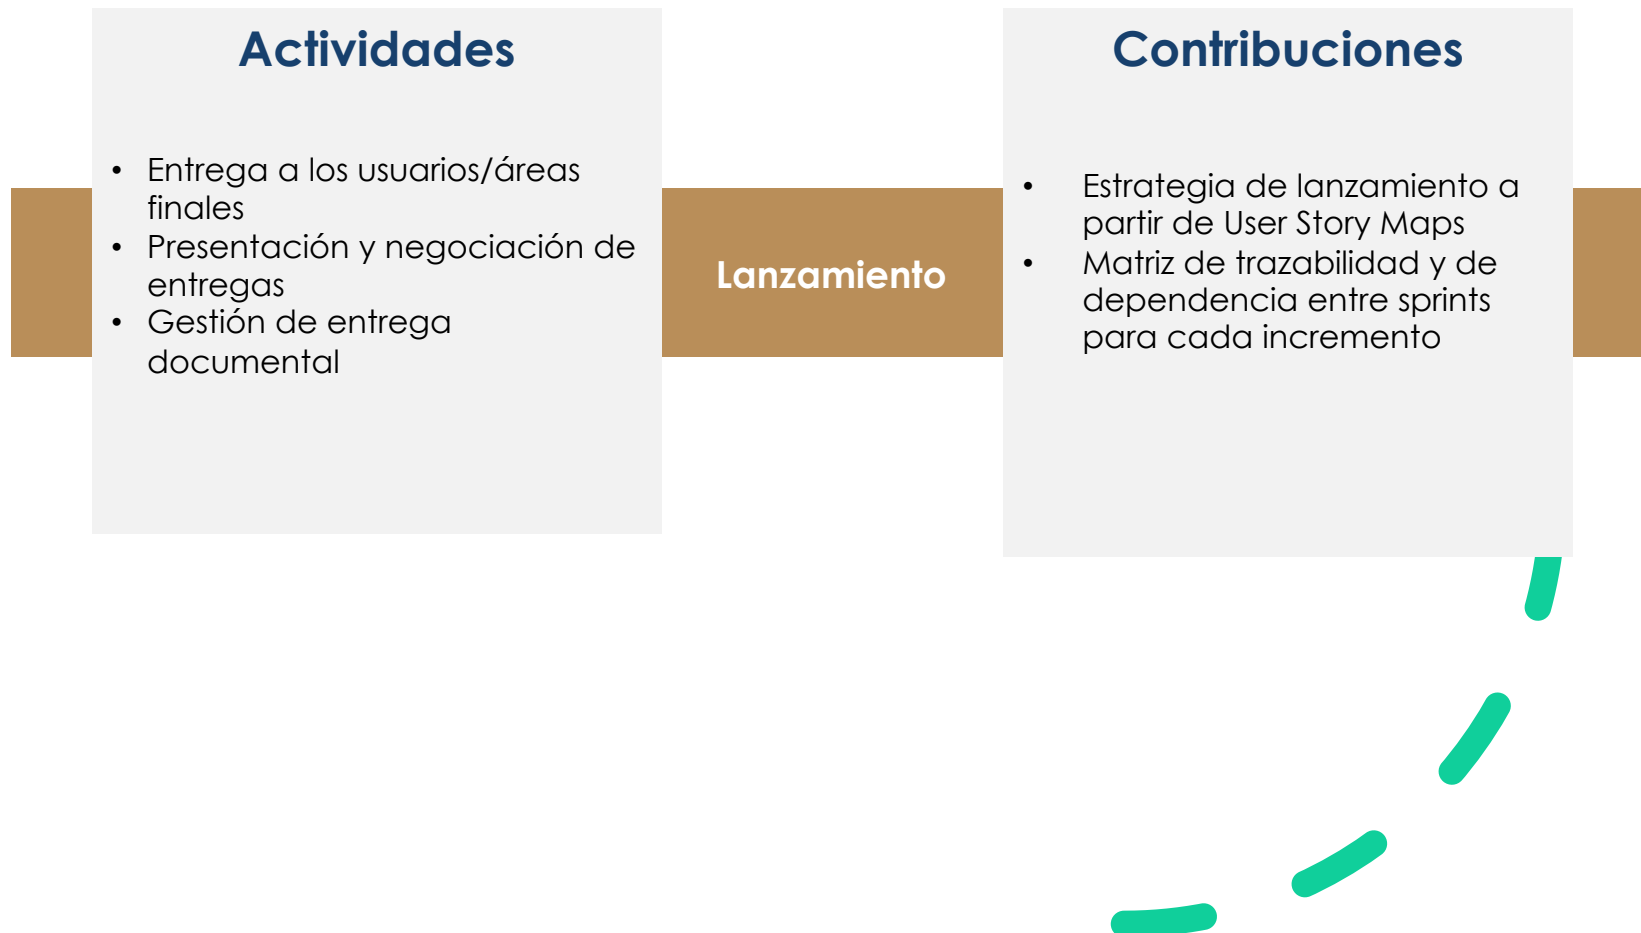 Actividades
• Entrega a los usuarios/áreas
finales
• Presentación y negociación de
entregas
• Gestión de entrega
documental
Lanzamiento
Contribuciones
• Estrategia de lanzamiento a
partir de User Story Maps
• Matriz de trazabilidad y de
dependencia entre sprints
para cada incremento